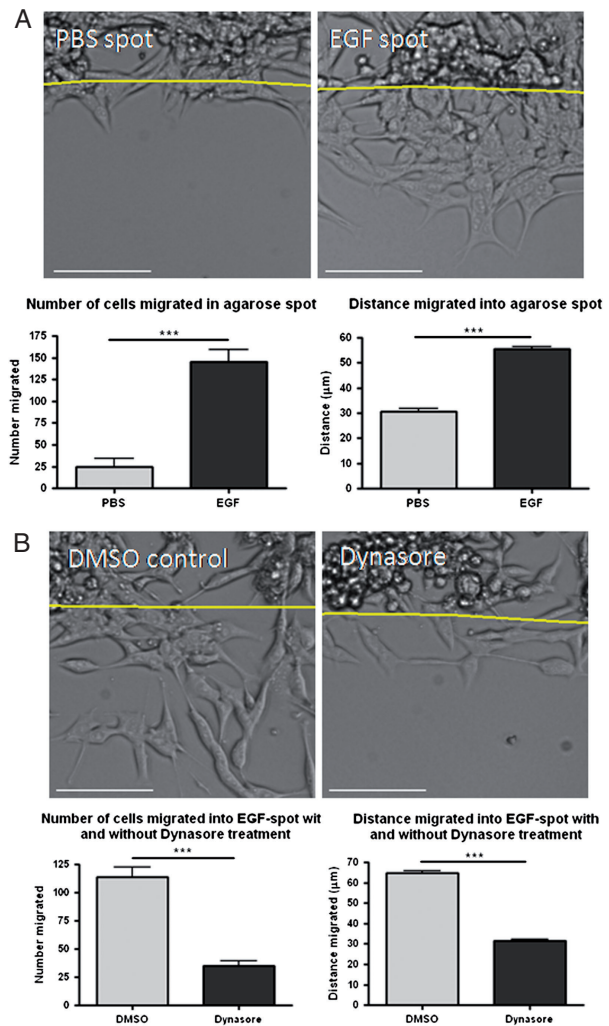 A
PBS spot
EGF spot
Number of cells migrated in agarose spot
Distance migrated into agarose spot
Number migrated
175
150
125
100
75
50
25
0
***
PBS
EGF
Distance (μm)
60
50
40
30
20
10
0
***
PBS
EGF
B
DMSO control
Dynasore
Number of cells migrated into EGF-spot wit
and without Dynasore treatment
Distance migrated into EGF-spot with
and without Dynasore treatment
Number migrated
125
100
75
50
25
0
***
DMSO
Dynasore
Distance migrated (μm)
70
60
50
40
30
20
10
0
***
DMSO
Dynasore